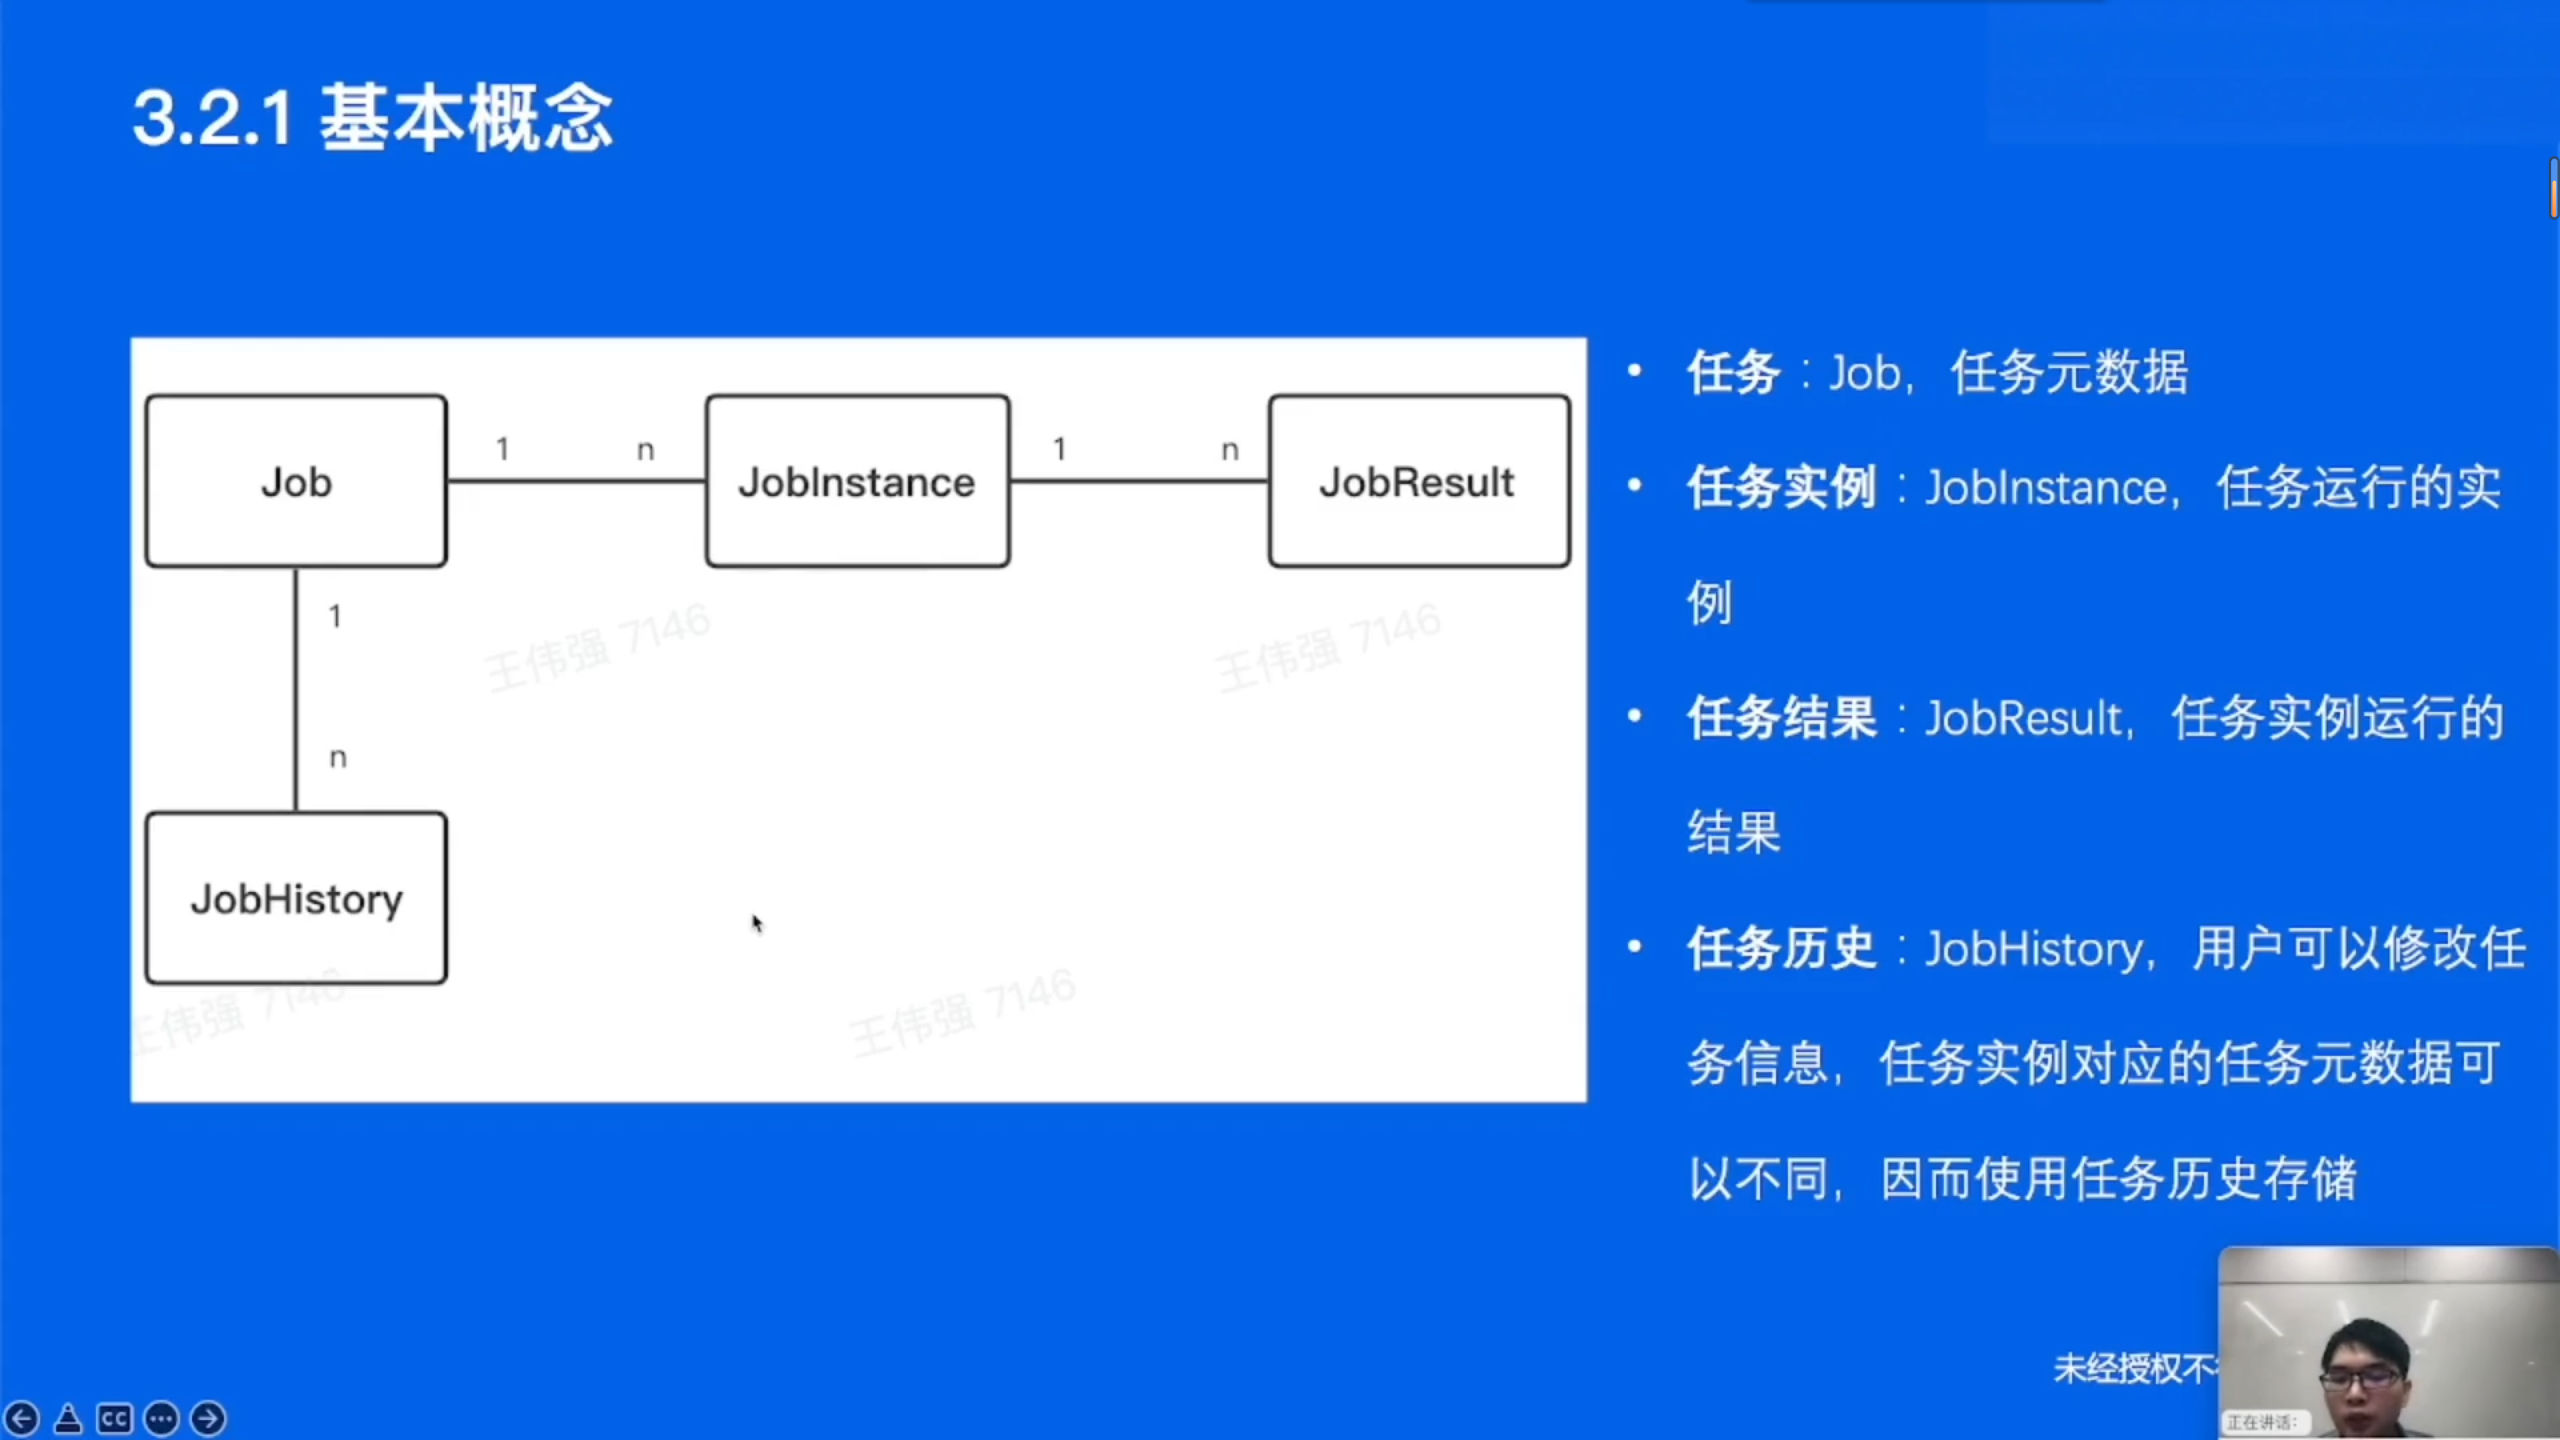 3.2.1 基本概念
Job
1
n
JobInstance
1
n
JobResult
1
n
JobHistory
王伟强 7146
王伟强 7146
王伟强 7146
王伟强 7146
• 任务：Job，任务元数据
• 任务实例：JobInstance，任务运行的实
例
• 任务结果：JobResult，任务实例运行的
结果
• 任务历史：JobHistory，用户可以修改任
务信息，任务实例对应的任务元数据可
以不同，因而使用任务历史存储
未经授权不
正在讲话：
CC